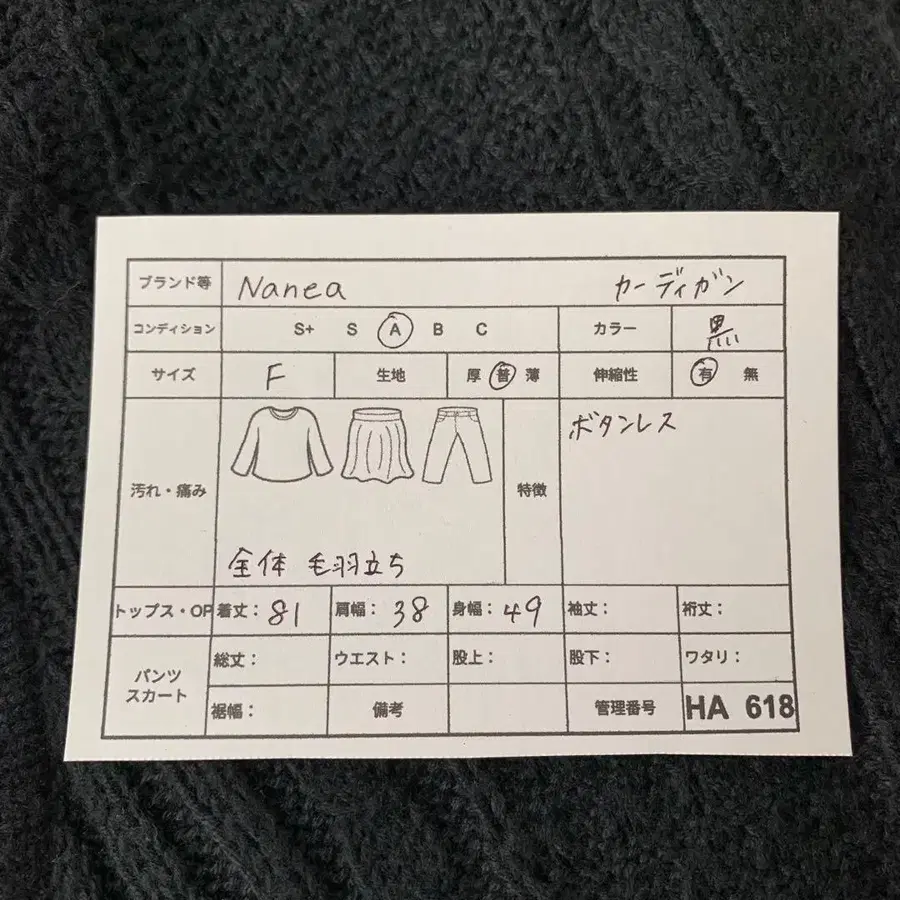 ブランド等 Nanea カーディガン
コンディション S+ S A B C カラー 黒
サイズ F 生地 厚 普 薄 伸縮性 有 無
汚れ・痛み 全体 毛羽立ち 特徴 ボタンレス
トップス・OP 着丈: 81 肩幅: 38 身幅: 49 袖丈: 裄丈:
パンツ スカート 総丈: ウエスト: 股上: 股下: ワタリ:
裾幅: 備考 管理番号 HA 618